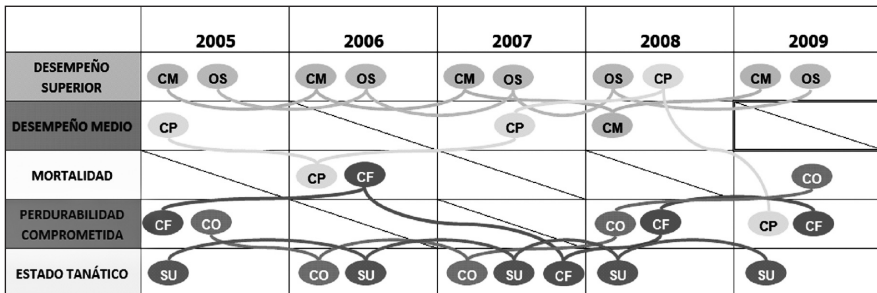 2005 2006 2007 2008 2009
DESEMPEÑO
SUPERIOR
CM OS CM OS CM OS OS CP CM OS
DESEMPEÑO MEDIO
CP CP CM
MORTALIDAD
CP CF CO
PERDURABILIDAD
COMPROMETIDA
CF CO CO CF CP CF
ESTADO TANÁTICO
SU CO SU CO SU CF SU SU